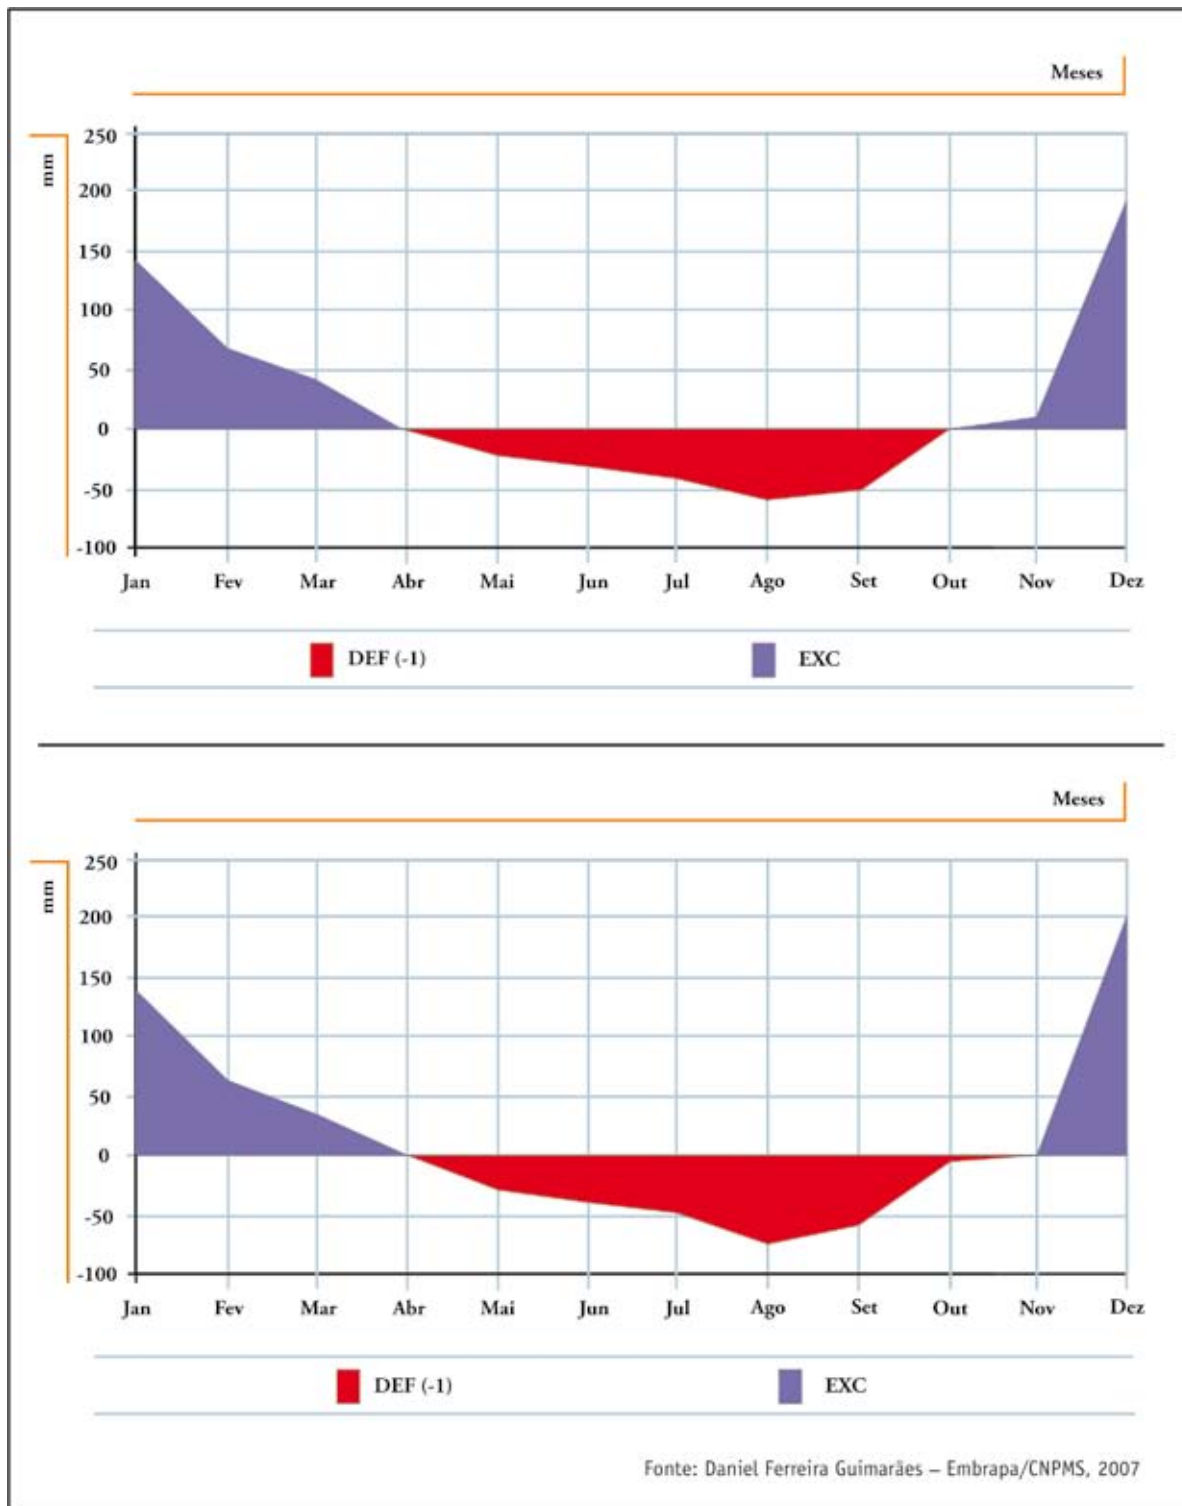 Meses
mm
250
200
150
100
50
0
-50
-100
Jan Fev Mar Abr Mai Jun Jul Ago Set Out Nov Dez
DEF (-1) EXC
Meses
mm
250
200
150
100
50
0
-50
-100
Jan Fev Mar Abr Mai Jun Jul Ago Set Out Nov Dez
DEF (-1) EXC
Fonte: Daniel Ferreira Guimarães – Embrapa/CNPMS, 2007